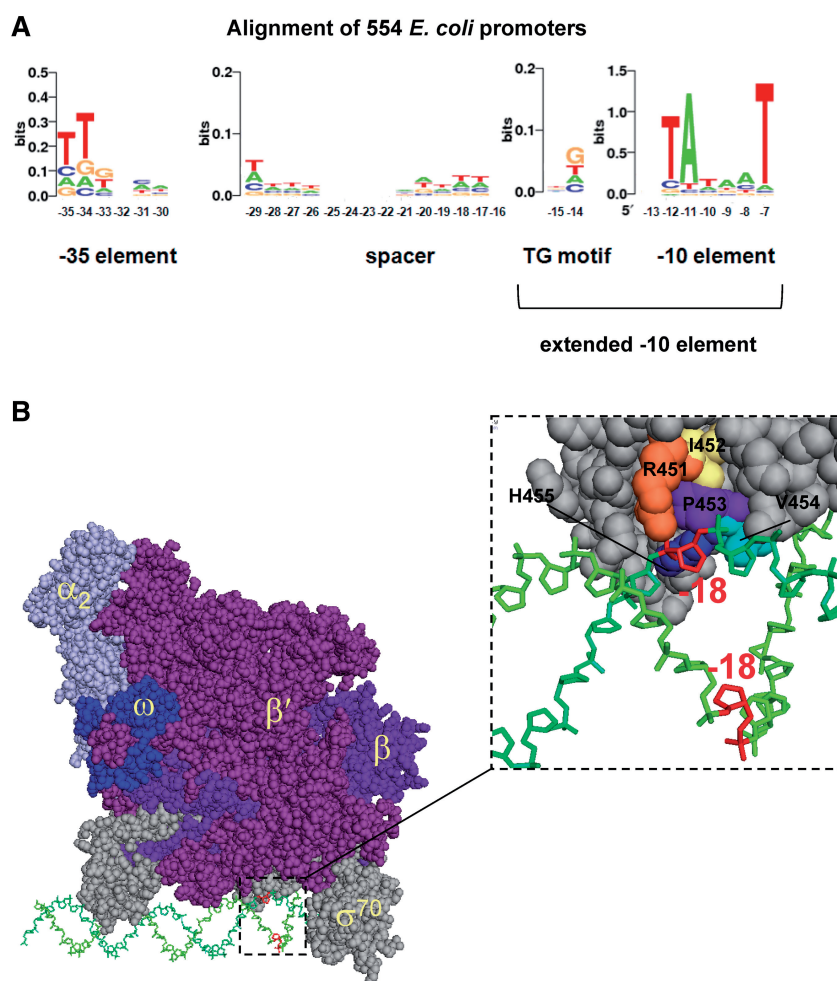 A
Alignment of 554 E. coli promoters
0.5
0.4
0.3
0.2
0.1
0.0
bits
T C A G
T G A C
G T A
C A T
A T
-35 -34 -33 -32 -31 -30
0.2
0.1
0.0
bits
T A C G
-29 -28 -27 -26 -25 -24 -23 -22 -21 -20 -19 -18 -17 -16
0.2
0.1
0.0
bits
G T A C
-15 -14
1.5
1.0
0.5
0.0
bits
T C
A
T A
5′ -13 -12 -11 -10 -9 -8 -7
-35 element
spacer
TG motif
-10 element
extended -10 element
B
α2
ω
β′
β
σ70
I452
R451
H455
P453
V454
-18
-18